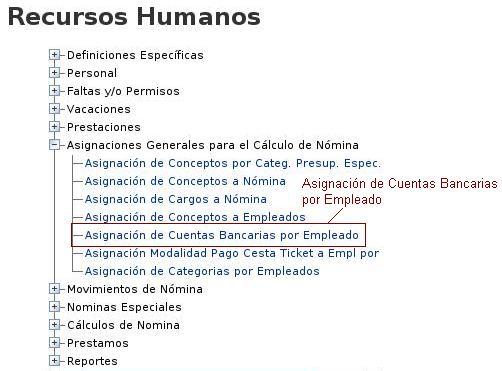 Recursos Humanos
Definiciones Específicas
Personal
Faltas y/o Permisos
Vacaciones
Prestaciones
Asignaciones Generales para el Cálculo de Nómina
Asignación de Conceptos por Categ. Presup. Espec.
Asignación de Conceptos a Nómina
Asignación de Cargos a Nómina
Asignación de Conceptos a Empleados
Asignación de Cuentas Bancarias por Empleado
Asignación Modalidad Pago Cesta Ticket a Empl por
Asignación de Categorias por Empleados
Asignación de Cuentas Bancarias
por Empleado
Movimientos de Nómina
Nominas Especiales
Cálculos de Nomina
Prestamos
Reportes